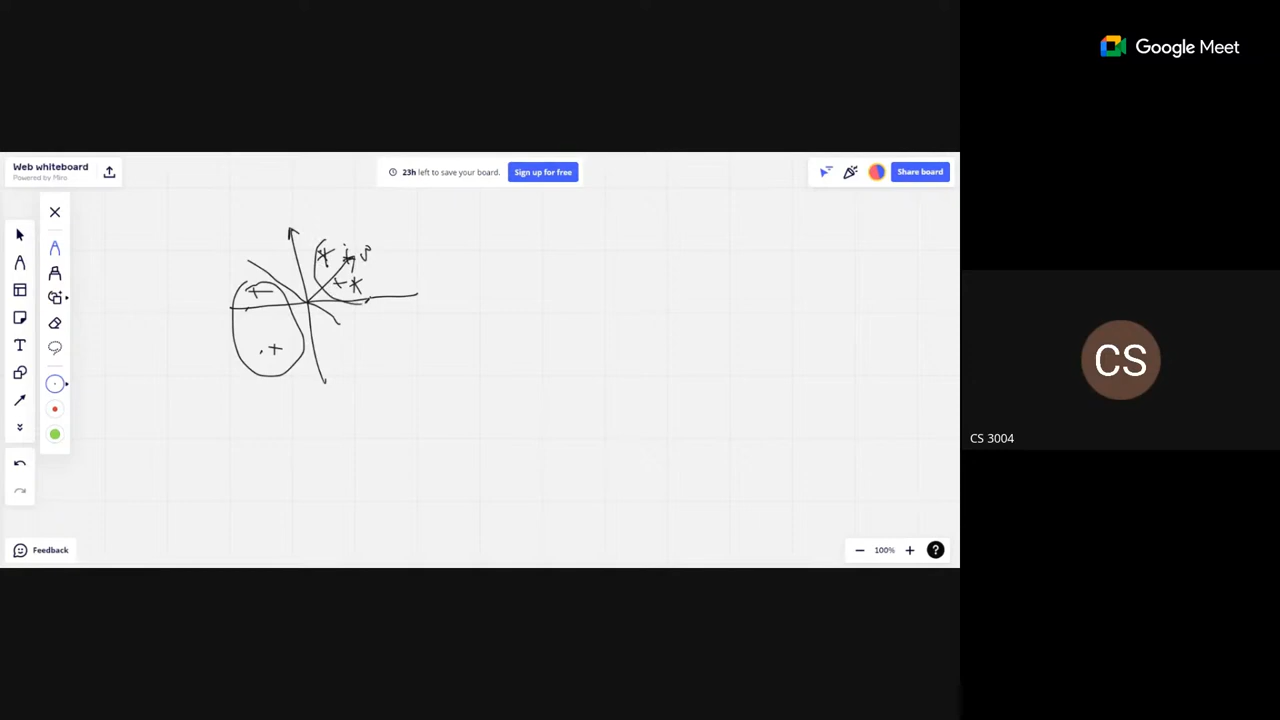 Google Meet
Web whiteboard
Powered by Miro
23h left to save your board.
Sign up for free
Share board
T
+
+
CS
CS 3004
Feedback
100%
?